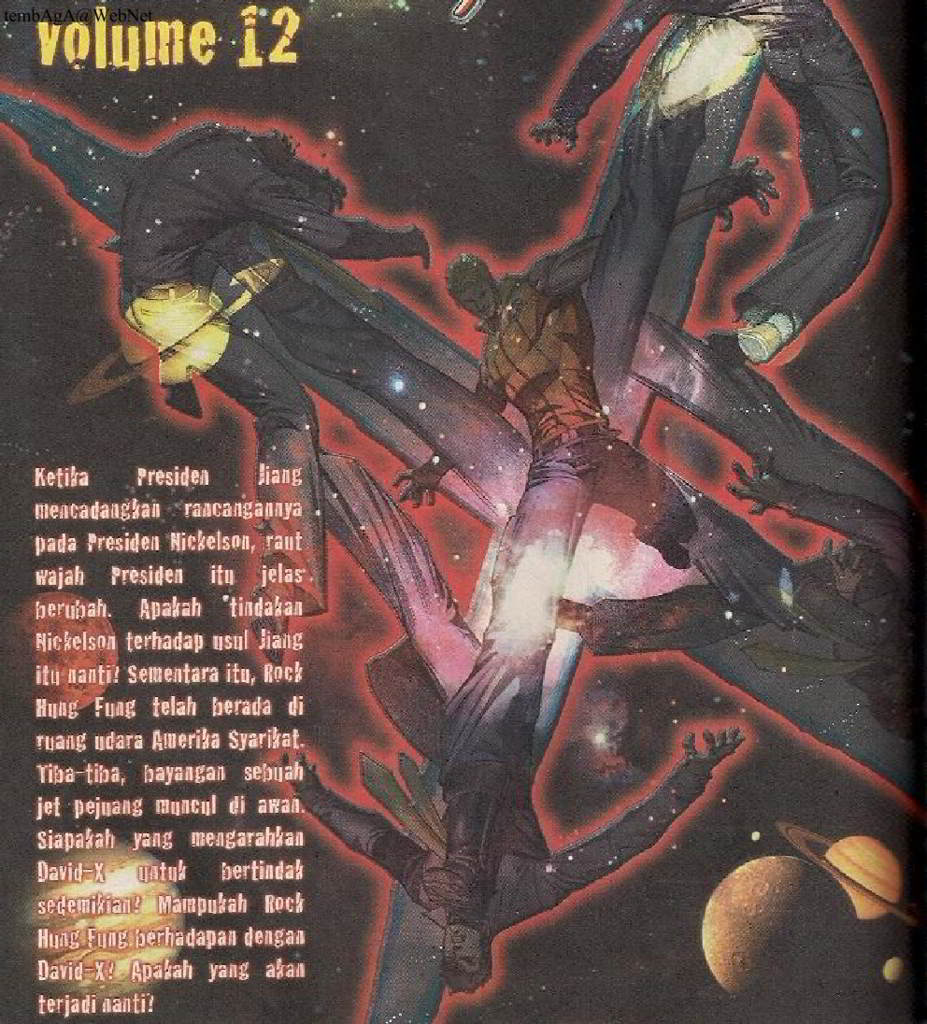 tembAgA@WebNet
volume 12
Ketika Presiden Jiang
mencadangkan rancangannya
pada Presiden Nickelson, raut
wajah Presiden itu jelas
berubah. Apakah tindakan
Nickelson terhadap usul Jiang
itu nanti? Sementara itu, Rock
Hung Fung telah berada di
ruang udara Amerika Syarikat.
Tiba-tiba, bayangan sebuah
jet pejuang muncul di awan.
Siapakah yang mengarahkan
David-X untuk bertindak
sedemikian? Mampukah Rock
Hung Fung berhadapan dengan
David-X? Apakah yang akan
terjadi nanti?